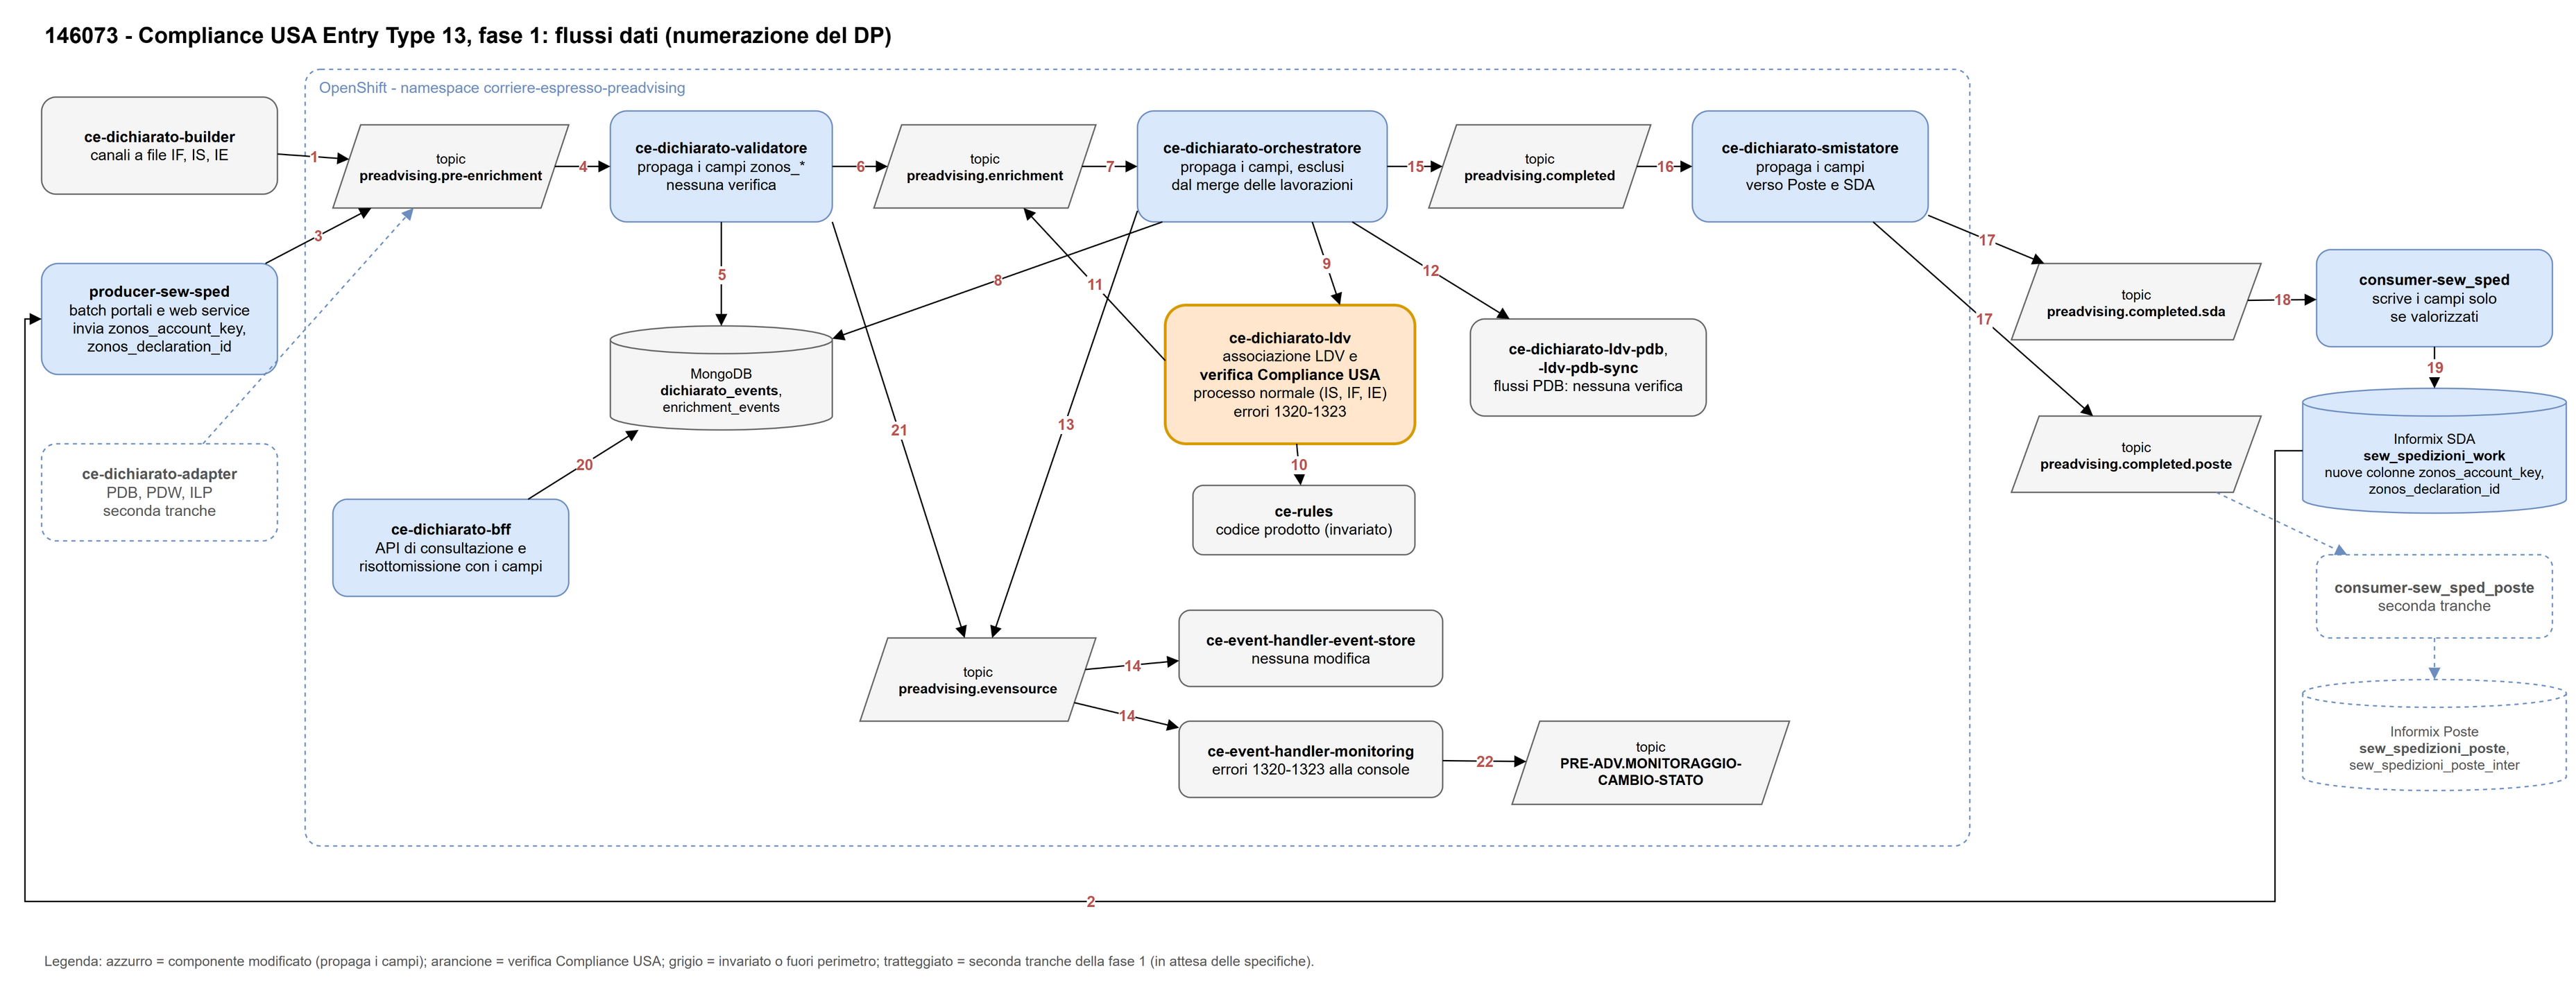 146073 - Compliance USA Entry Type 13, fase 1: flussi dati (numerazione del DP)
OpenShift - namespace corriere-espresso-preadvising
ce-dichiarato-builder
canali a file IF, IS, IE
1
topic
preadvising.pre-enrichment
4
ce-dichiarato-validatore
propaga i campi zonos_*
nessuna verifica
6
topic
preadvising.enrichment
7
ce-dichiarato-orchestratore
propaga i campi, esclusi
dal merge delle lavorazioni
15
topic
preadvising.completed
16
ce-dichiarato-smistatore
propaga i campi
verso Poste e SDA
3
producer-sew-sped
batch portali e web service
invia zonos_account_key,
zonos_declaration_id
5
8
11
9
12
17
17
topic
preadvising.completed.sda
18
consumer-sew_sped
scrive i campi solo
se valorizzati
19
MongoDB
dichiarato_events,
enrichment_events
ce-dichiarato-ldv
associazione LDV e
verifica Compliance USA
processo normale (IS, IF, IE)
errori 1320-1323
ce-dichiarato-ldv-pdb,
-ldv-pdb-sync
flussi PDB: nessuna verifica
21
13
20
10
ce-dichiarato-adapter
PDB, PDW, ILP
seconda tranche
topic
preadvising.completed.poste
Informix SDA
sew_spedizioni_work
nuove colonne zonos_account_key,
zonos_declaration_id
ce-dichiarato-bff
API di consultazione e
risottomissione con i campi
ce-rules
codice prodotto (invariato)
consumer-sew_sped_poste
seconda tranche
topic
preadvising.evensource
14
ce-event-handler-event-store
nessuna modifica
14
ce-event-handler-monitoring
errori 1320-1323 alla console
22
topic
PRE-ADV.MONITORAGGIO-
CAMBIO-STATO
Informix Poste
sew_spedizioni_poste,
sew_spedizioni_poste_inter
2
Legenda: azzurro = componente modificato (propaga i campi); arancione = verifica Compliance USA; grigio = invariato o fuori perimetro; tratteggiato = seconda tranche della fase 1 (in attesa delle specifiche).